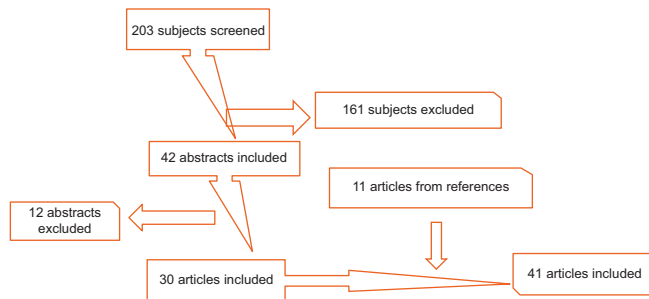 203 subjects screened
161 subjects excluded
42 abstracts included
11 articles from references
12 abstracts
excluded
30 articles included
41 articles included